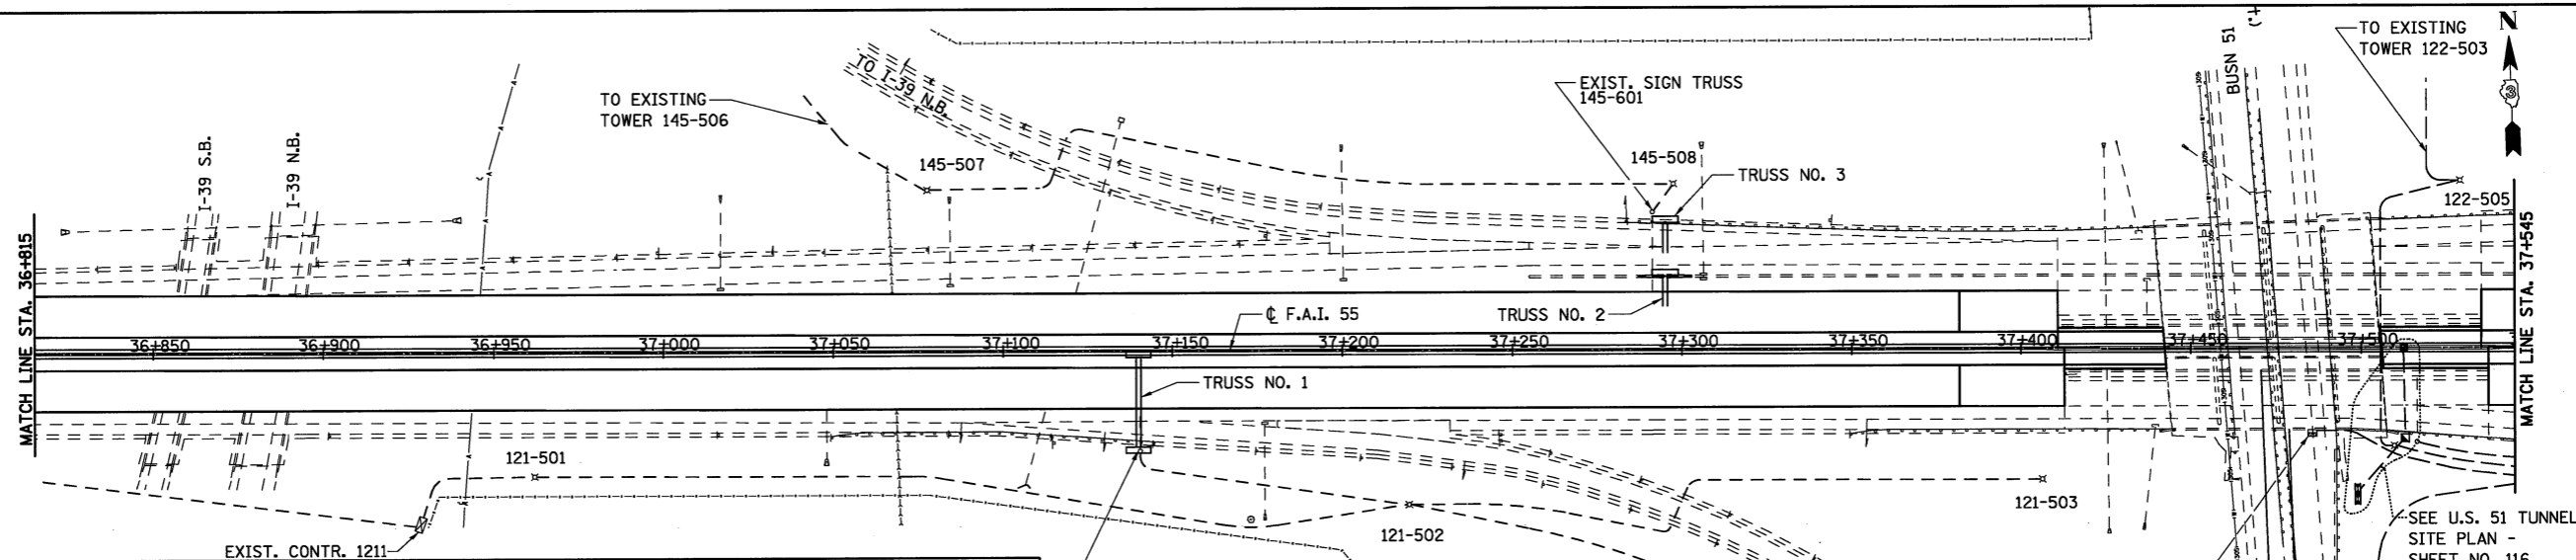 TO EXISTING
TOWER 122-503
N
3
BUSN 51
TO I-39 N.B.
EXIST. SIGN TRUSS
145-601
TO EXISTING
TOWER 145-506
I-39 S.B.
I-39 N.B.
145-507
145-508
TRUSS NO. 3
122-505
MATCH LINE STA. 36+815
MATCH LINE STA. 37+545
℄ F.A.I. 55
TRUSS NO. 2
36+850
36+900
36+950
37+000
37+050
37+100
37+150
37+200
37+250
37+300
37+350
37+400
37+450
37+500
TRUSS NO. 1
121-501
121-502
121-503
EXIST. CONTR. 1211
SEE U.S. 51 TUNNEL
SITE PLAN -
SHEET NO. 116